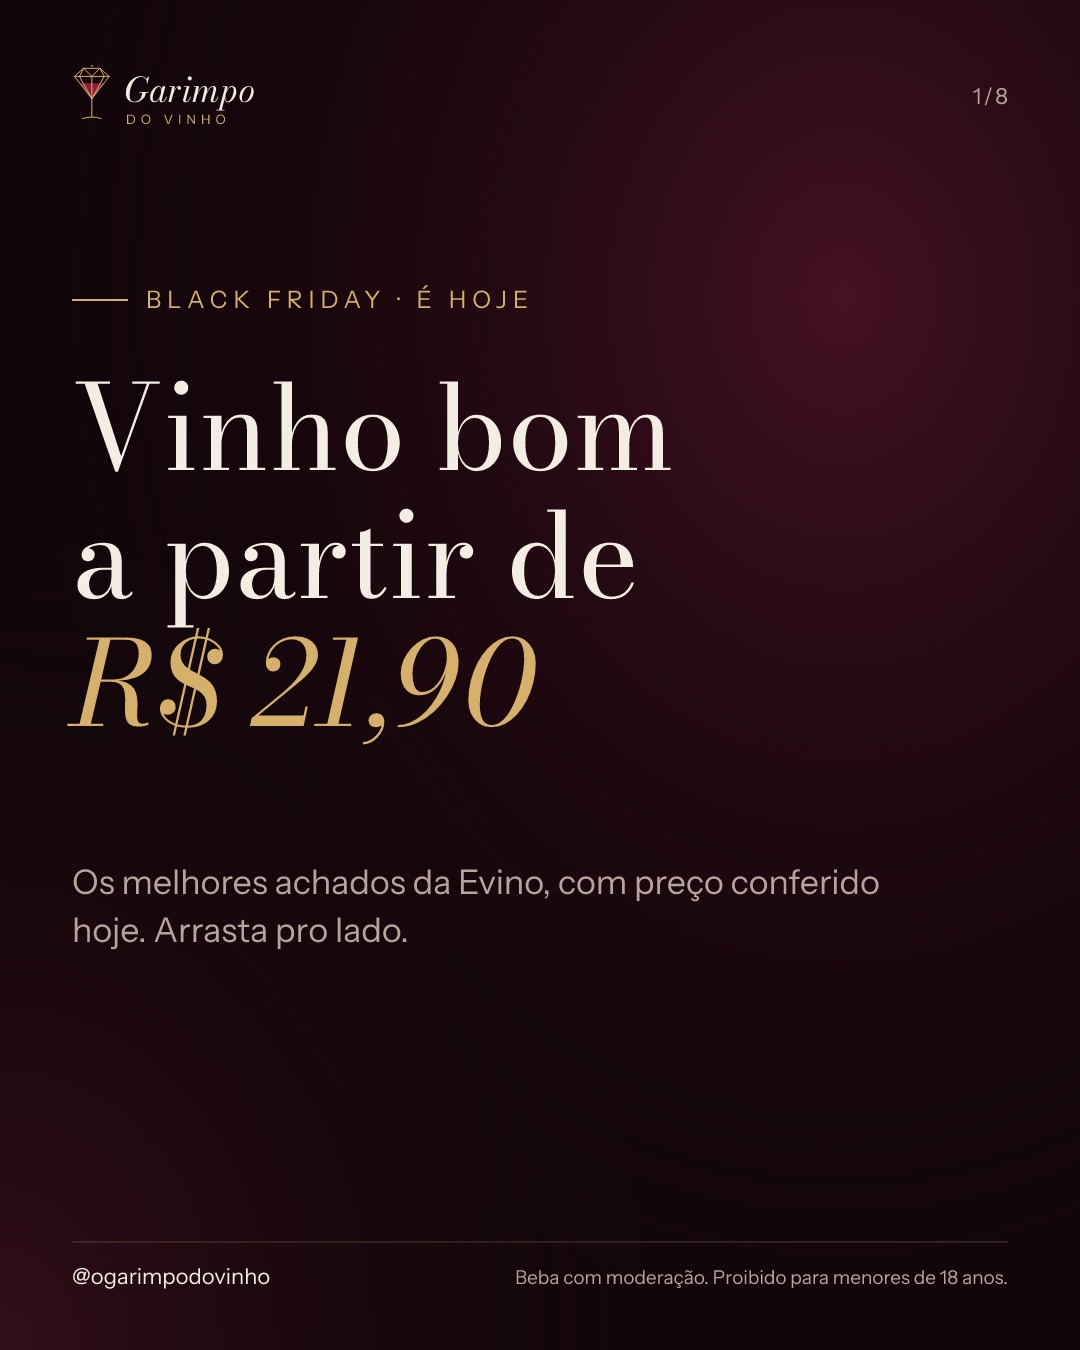 Garimpo
DO VINHO
1/8
BLACK FRIDAY · É HOJE
Vinho bom
a partir de
R$ 21,90
Os melhores achados da Evino, com preço conferido
hoje. Arrasta pro lado.
@ogarimpodovinho
Beba com moderação. Proibido para menores de 18 anos.